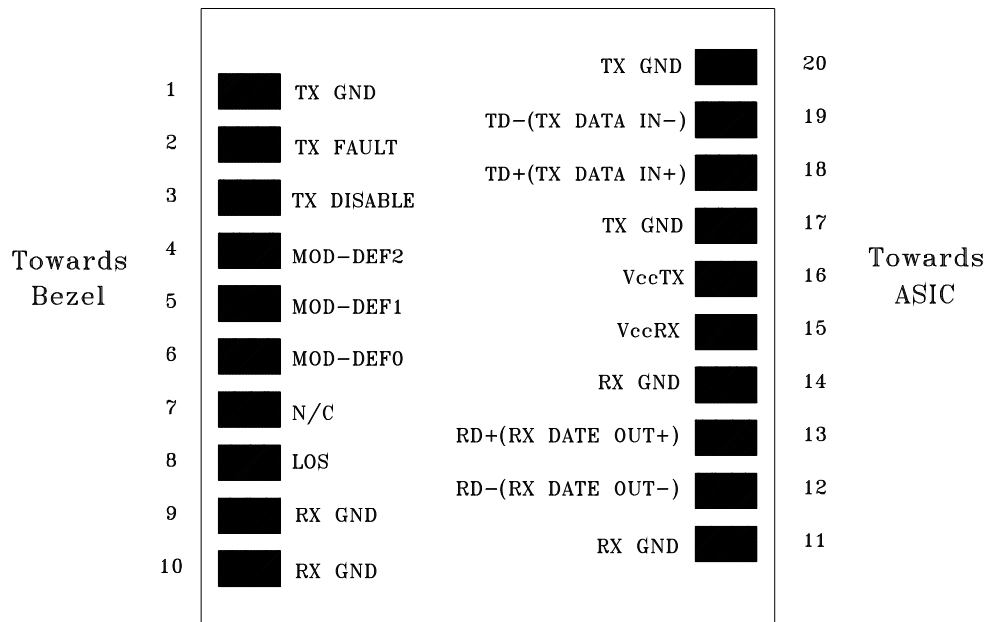 Towards
Bezel
1 TX GND
2 TX FAULT
3 TX DISABLE
4 MOD-DEF2
5 MOD-DEF1
6 MOD-DEF0
7 N/C
8 LOS
9 RX GND
10 RX GND
TX GND 20
TD-(TX DATA IN-) 19
TD+(TX DATA IN+) 18
TX GND 17
VccTX 16
VccRX 15
RX GND 14
RD+(RX DATE OUT+) 13
RD-(RX DATE OUT-) 12
RX GND 11
Towards
ASIC